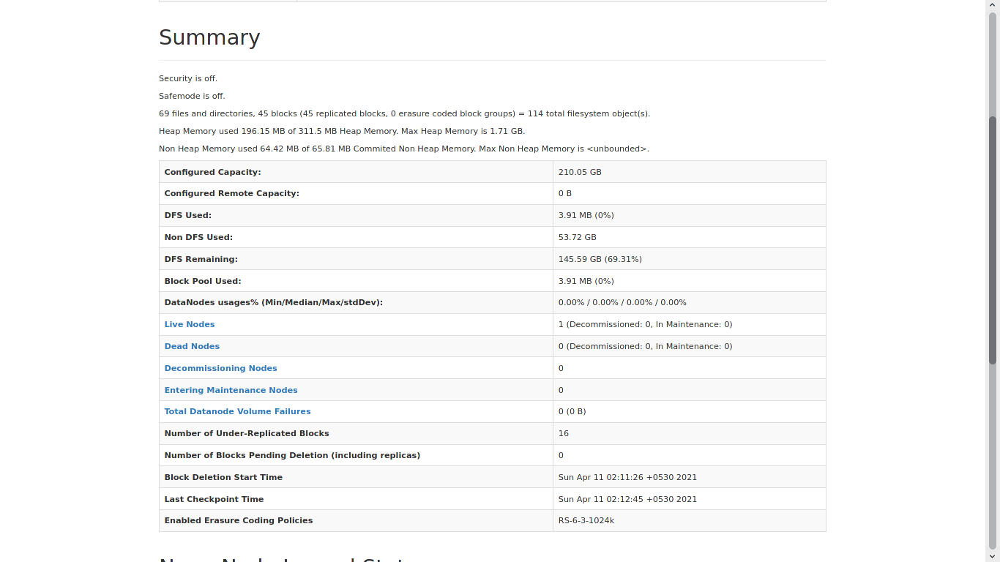 Summary
Security is off.
Safemode is off.
69 files and directories, 45 blocks (45 replicated blocks, 0 erasure coded block groups) = 114 total filesystem object(s).
Heap Memory used 196.15 MB of 311.5 MB Heap Memory. Max Heap Memory is 1.71 GB.
Non Heap Memory used 64.42 MB of 65.81 MB Commited Non Heap Memory. Max Non Heap Memory is <unbounded>.
Configured Capacity: 210.05 GB
Configured Remote Capacity: 0 B
DFS Used: 3.91 MB (0%)
Non DFS Used: 53.72 GB
DFS Remaining: 145.59 GB (69.31%)
Block Pool Used: 3.91 MB (0%)
DataNodes usages% (Min/Median/Max/stdDev): 0.00% / 0.00% / 0.00% / 0.00%
Live Nodes 1 (Decommissioned: 0, In Maintenance: 0)
Dead Nodes 0 (Decommissioned: 0, In Maintenance: 0)
Decommissioning Nodes 0
Entering Maintenance Nodes 0
Total Datanode Volume Failures 0 (0 B)
Number of Under-Replicated Blocks 16
Number of Blocks Pending Deletion (including replicas) 0
Block Deletion Start Time Sun Apr 11 02:11:26 +0530 2021
Last Checkpoint Time Sun Apr 11 02:12:45 +0530 2021
Enabled Erasure Coding Policies RS-6-3-1024k